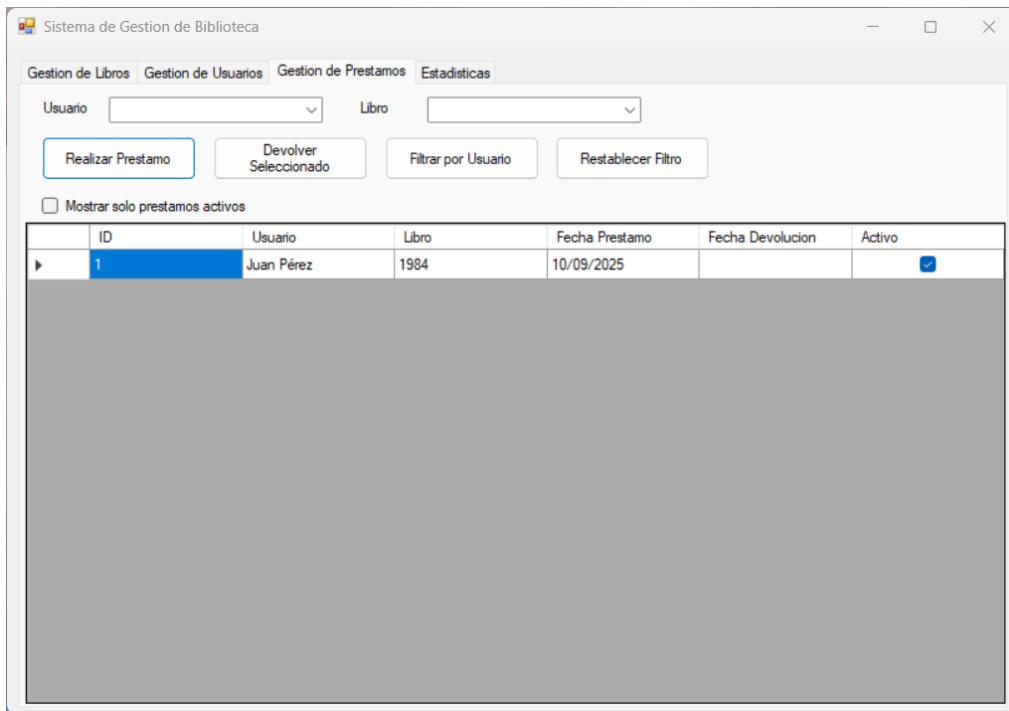 Sistema de Gestion de Biblioteca
Gestion de Libros Gestion de Usuarios Gestion de Prestamos Estadisticas
Usuario Libro
Realizar Prestamo Devolver Seleccionado Filtrar por Usuario Restablecer Filtro
Mostrar solo prestamos activos
ID Usuario Libro Fecha Prestamo Fecha Devolucion Activo
1 Juan Pérez 1984 10/09/2025